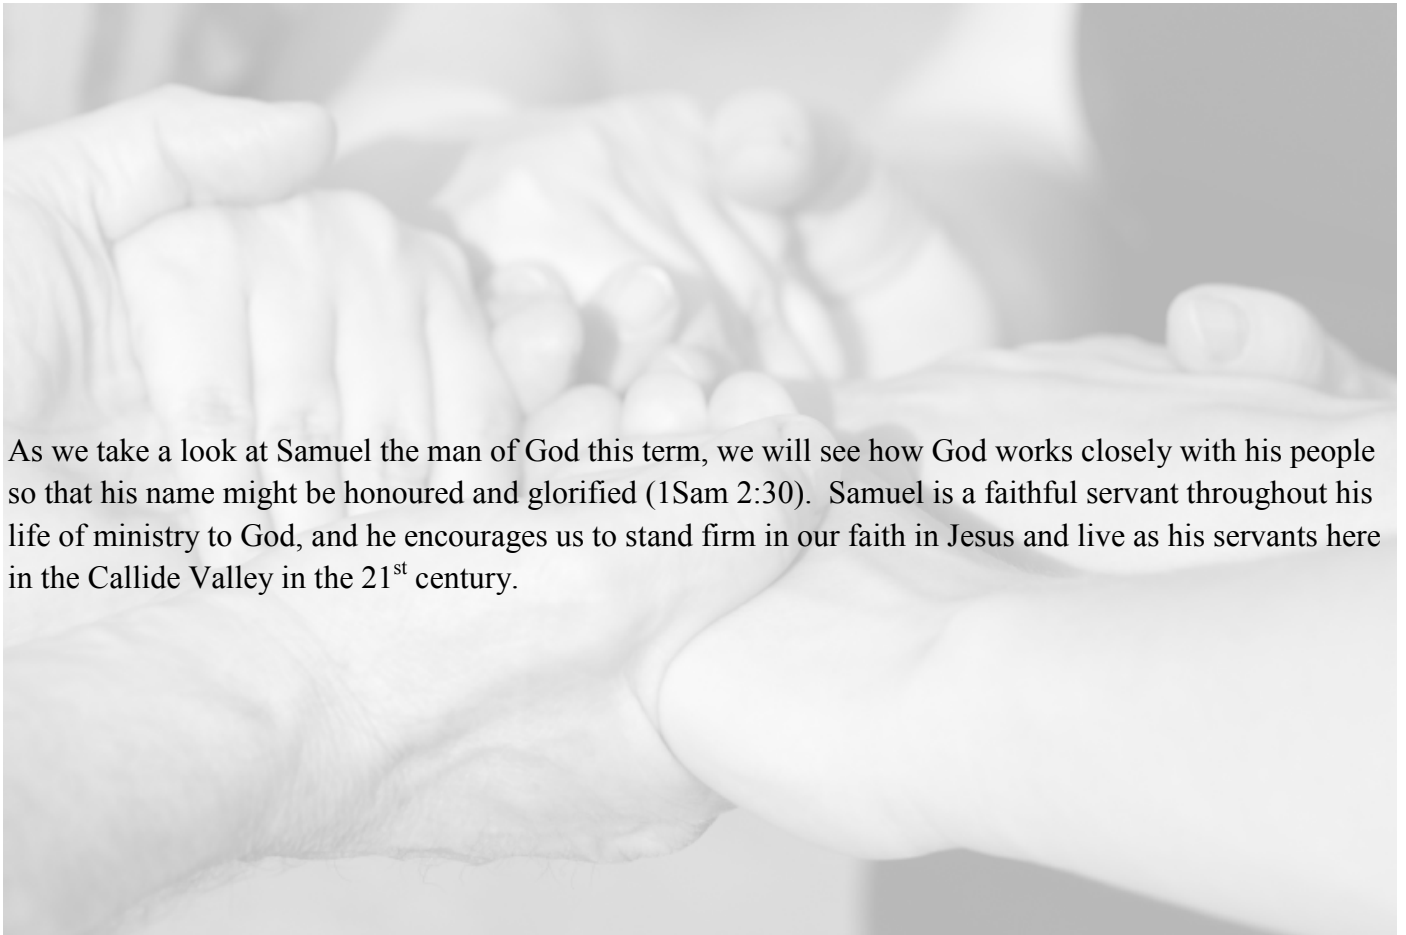 As we take a look at Samuel the man of God this term, we will see how God works closely with his people
so that his name might be honoured and glorified (1Sam 2:30).  Samuel is a faithful servant throughout his
life of ministry to God, and he encourages us to stand firm in our faith in Jesus and live as his servants here
in the Callide Valley in the 21st century.